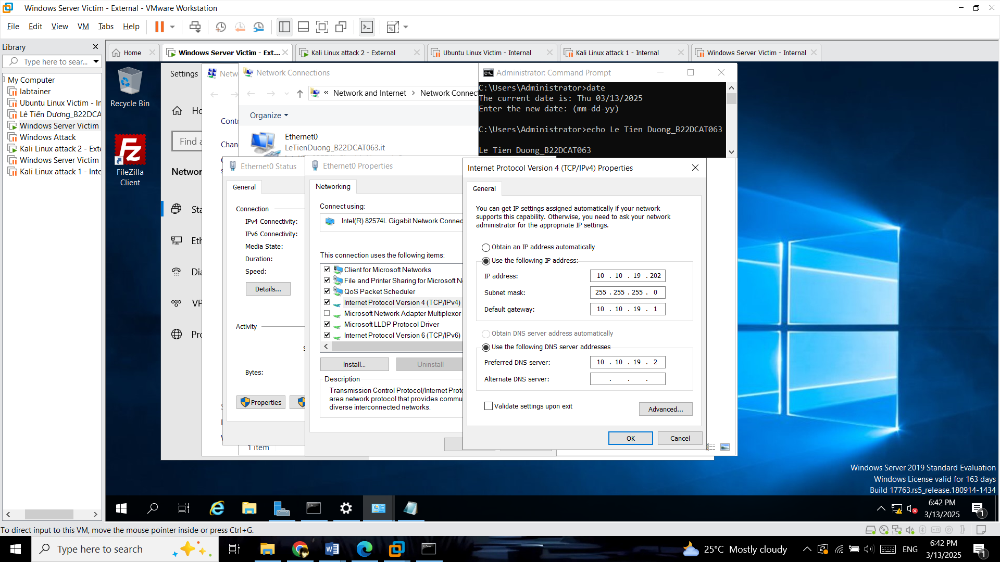 Windows Server Victim - External - VMware Workstation
File Edit View VM Tabs Help
Library
Type here to sear...
My Computer
labtainer
Ubuntu Linux Victim - In
Lê Tiến Dương_B22DCA
Windows Server Victim
Windows Attack
Kali Linux attack 2 - Exte
Windows Server Victim
Kali Linux attack 1 - Inte
Home
Windows Server Victim - Ext...
Kali Linux attack 2 - External
Ubuntu Linux Victim - Internal
Kali Linux attack 1 - Internal
Windows Server Victim - Internal
Recycle Bin
FileZilla
Client
Settings
Ho
Find a
Networ
Sta
Eth
Dia
VP
Pro
Netw
Contr
Chan
Network Connections
« Network and Internet > Network Connect
Organize
Ethernet0
LeTienDuong_B22DCAT063.it
1 item
Administrator: Command Prompt
C:\Users\Administrator>date
The current date is: Thu 03/13/2025
Enter the new date: (mm-dd-yy)
C:\Users\Administrator>echo Le Tien Duong_B22DCAT063
Le Tien Duong_B22DCAT063
Ethernet0 Status
General
Connection
IPv4 Connectivity:
IPv6 Connectivity:
Media State:
Duration:
Speed:
Details...
Activity
Bytes:
Properties
Ethernet0 Properties
Networking
Connect using:
Intel(R) 82574L Gigabit Network Connec
This connection uses the following items:
Client for Microsoft Networks
File and Printer Sharing for Microsoft N
QoS Packet Scheduler
Internet Protocol Version 4 (TCP/IPv4)
Microsoft Network Adapter Multiplexor
Microsoft LLDP Protocol Driver
Internet Protocol Version 6 (TCP/IPv6)
Install...
Uninstall
Description
Transmission Control Protocol/Internet Proto
area network protocol that provides commu
diverse interconnected networks.
Internet Protocol Version 4 (TCP/IPv4) Properties
General
You can get IP settings assigned automatically if your network
supports this capability. Otherwise, you need to ask your network
administrator for the appropriate IP settings.
Obtain an IP address automatically
Use the following IP address:
IP address: 10 . 10 . 19 . 202
Subnet mask: 255 . 255 . 255 . 0
Default gateway: 10 . 10 . 19 . 1
Obtain DNS server address automatically
Use the following DNS server addresses
Preferred DNS server: 10 . 10 . 19 . 2
Alternate DNS server: . . .
Validate settings upon exit
Advanced...
OK
Cancel
Windows Server 2019 Standard Evaluation
Windows License valid for 163 days
Build 17763.rs5_release.180914-1434
6:42 PM
3/13/2025
1
To direct input to this VM, move the mouse pointer inside or press Ctrl+G.
Type here to search
25°C Mostly cloudy
ENG
6:42 PM
3/13/2025
1